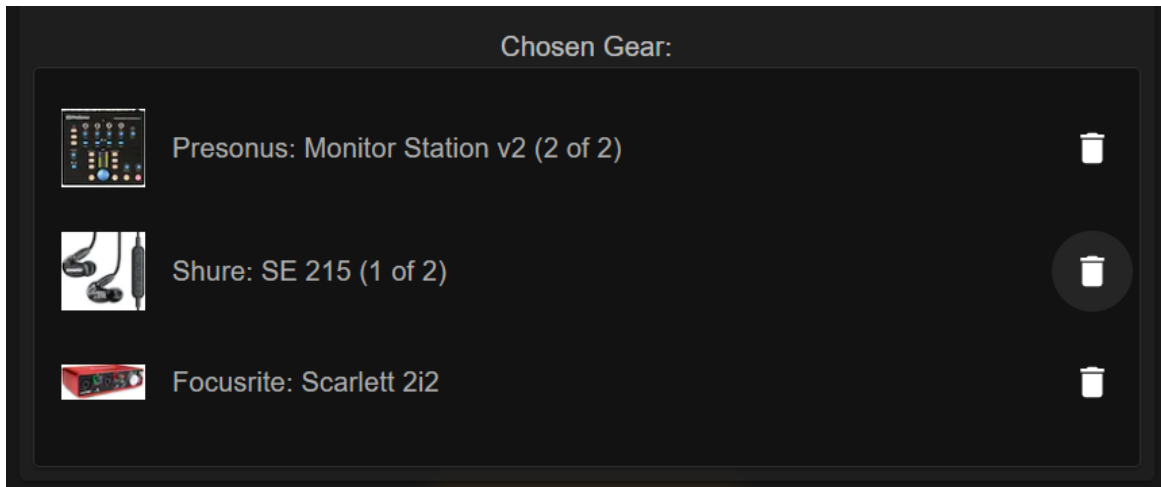 Chosen Gear:
Presonus: Monitor Station v2 (2 of 2)
Shure: SE 215 (1 of 2)
Focusrite: Scarlett 2i2